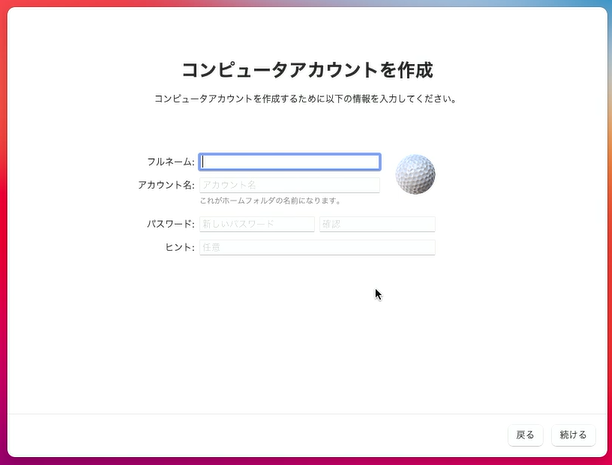 コンピュータアカウントを作成
コンピュータアカウントを作成するために以下の情報を入力してください。
フルネーム:
アカウント名: アカウント名
これがホームフォルダの名前になります。
パスワード: 新しいパスワード 確認
ヒント: 任意
戻る 続ける